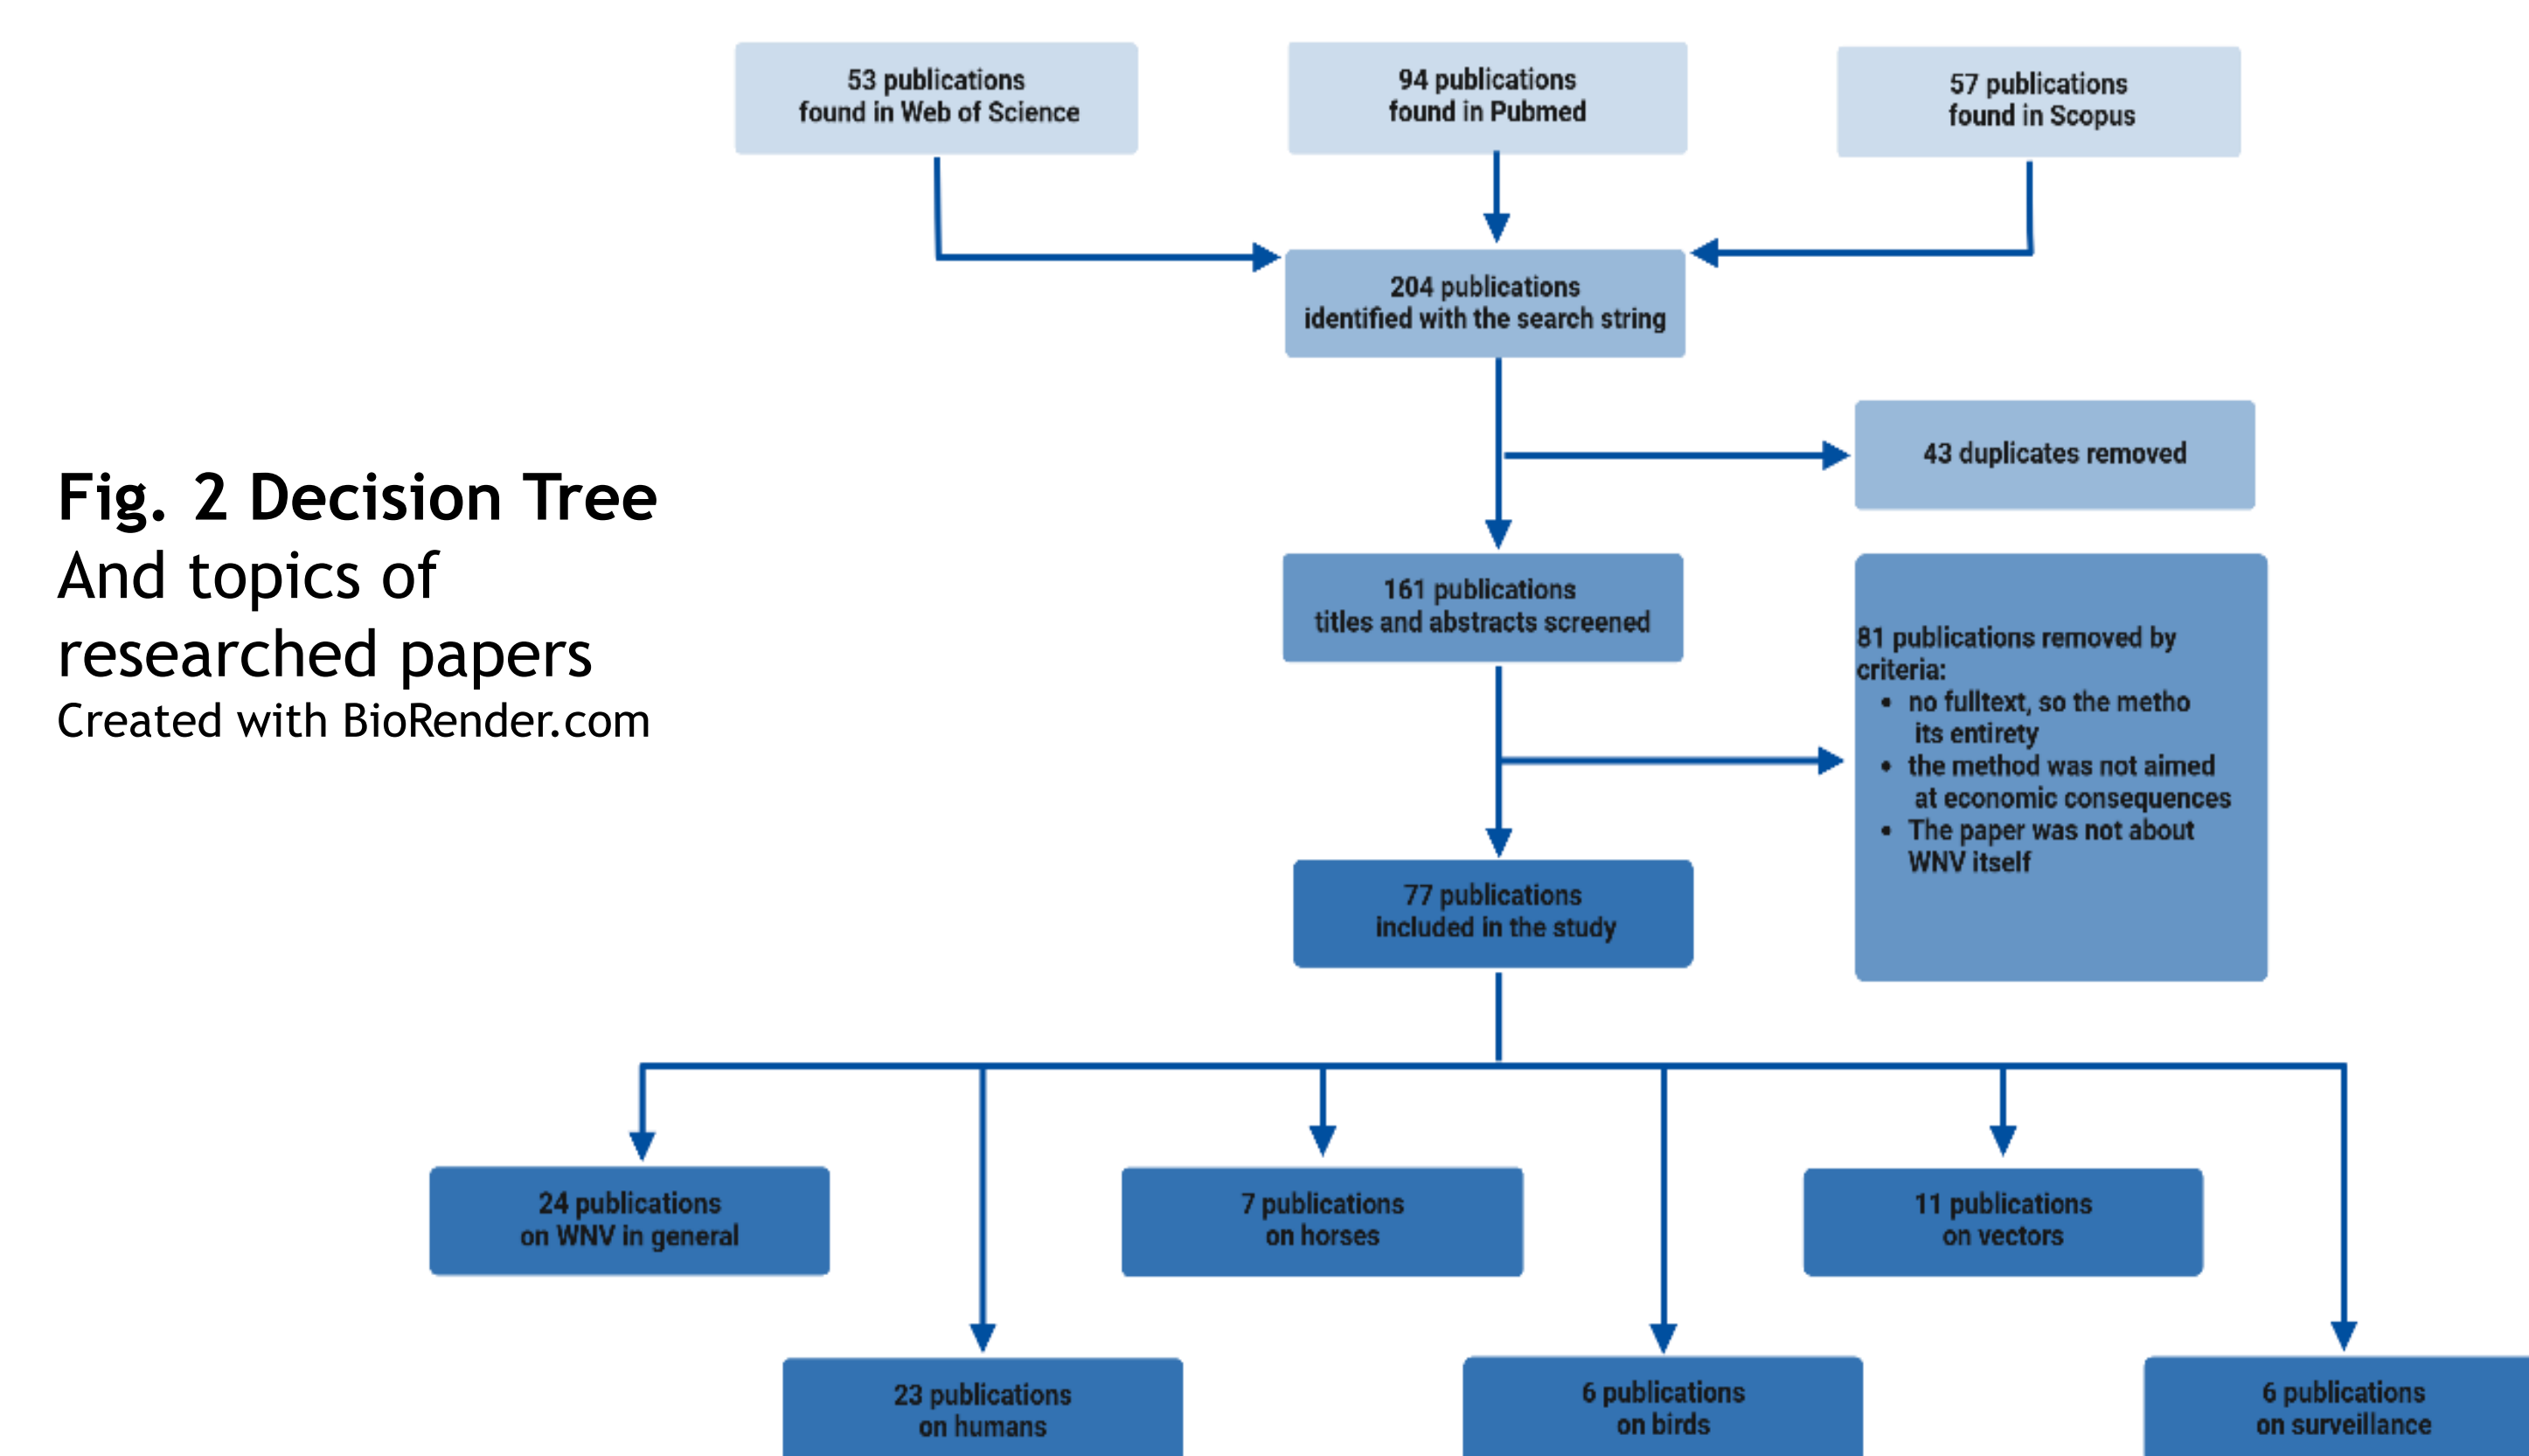 53 publications
found in Web of Science
94 publications
found in Pubmed
57 publications
found in Scopus
204 publications
identified with the search string
43 duplicates removed
Fig. 2 Decision Tree
And topics of
researched papers
Created with BioRender.com
161 publications
titles and abstracts screened
81 publications removed by
criteria:
• no fulltext, so the metho
its entirety
• the method was not aimed
at economic consequences
• The paper was not about
WNV itself
77 publications
included in the study
24 publications
on WNV in general
7 publications
on horses
11 publications
on vectors
23 publications
on humans
6 publications
on birds
6 publications
on surveillance